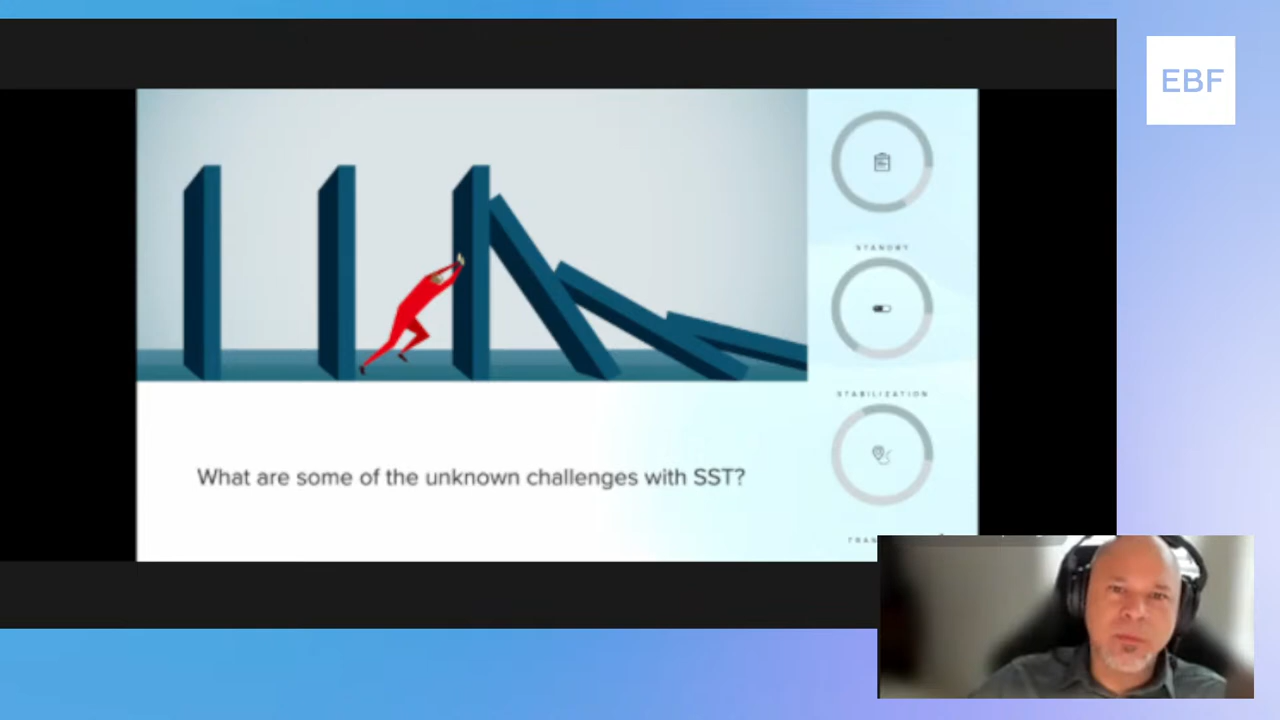 EBF
STANDBY
STABILIZATION
What are some of the unknown challenges with SST?